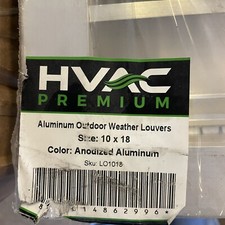 HVAC
PREMIUM
Aluminum Outdoor Weather Louvers
Size: 10 x 18
Color: Anodized Aluminum
Sku: LO1018